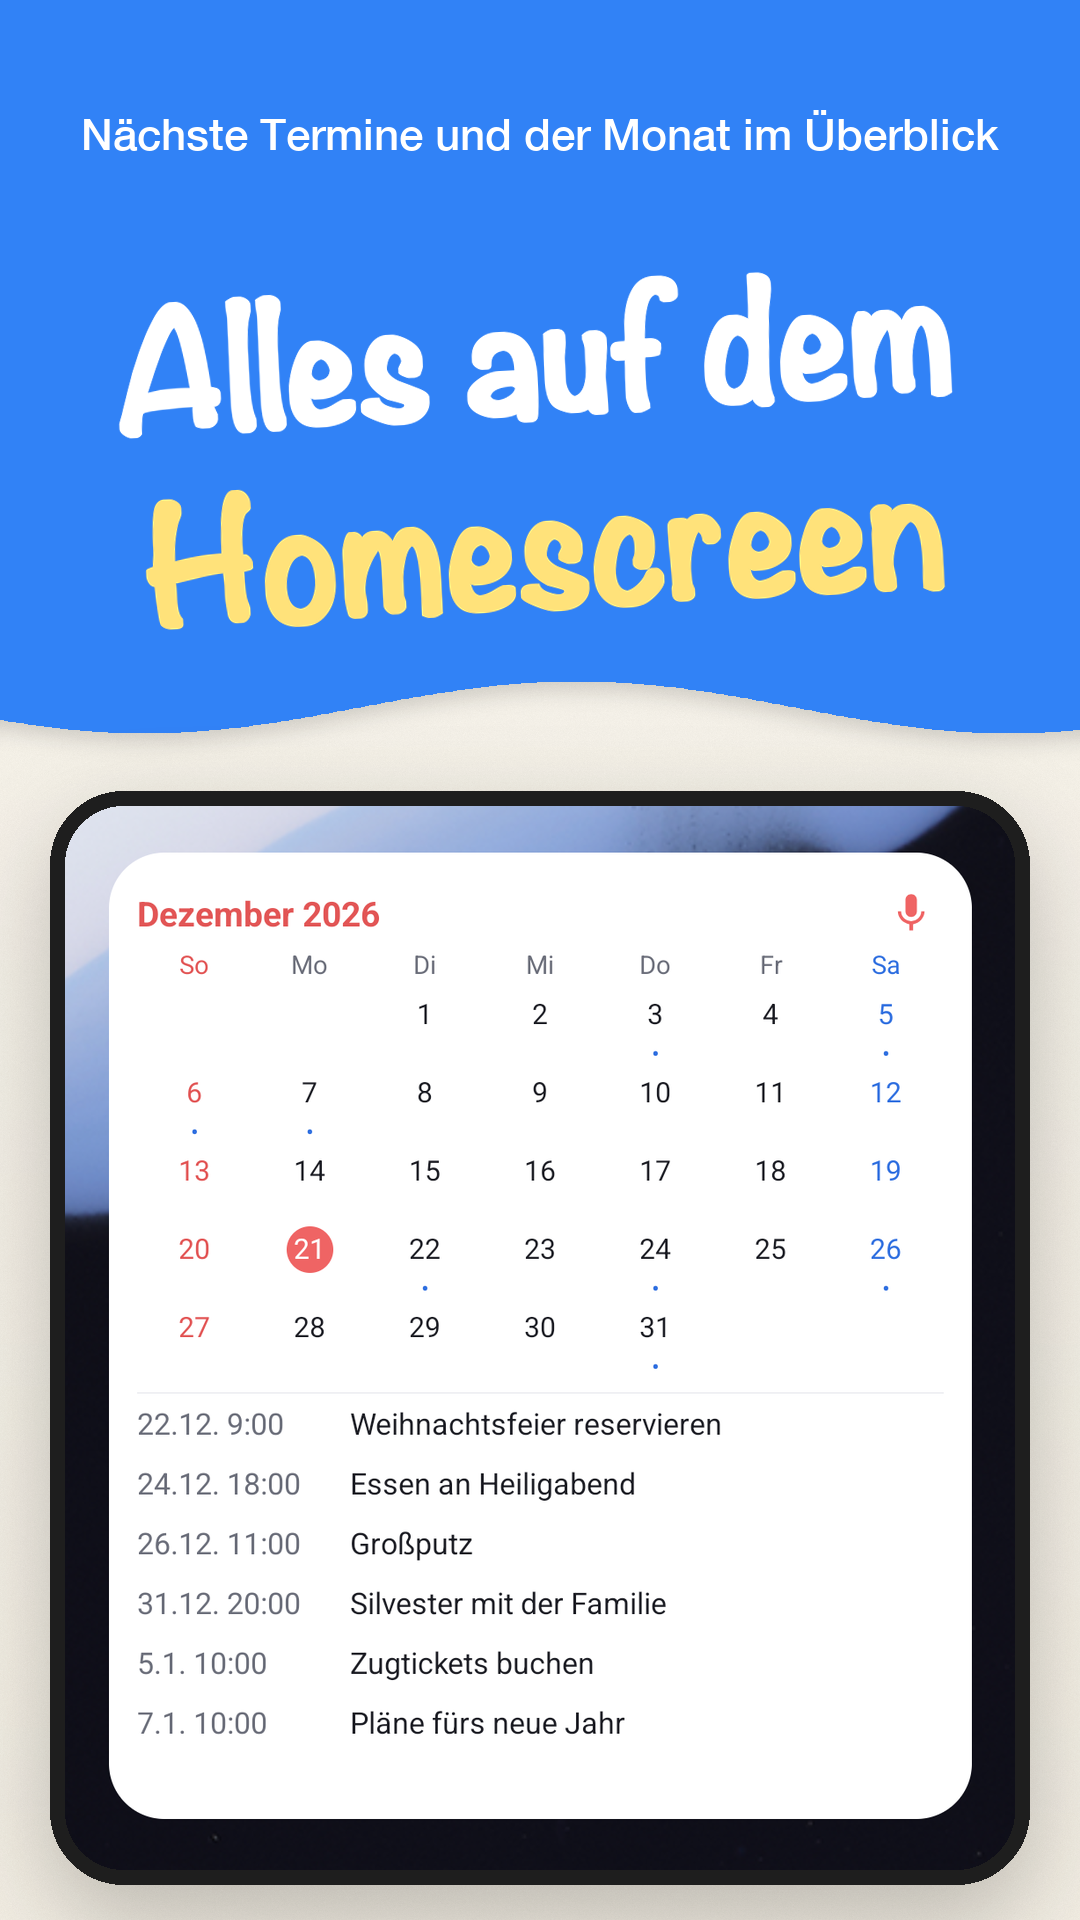 Nächste Termine und der Monat im Überblick
Alles auf dem
Homescreen
Dezember 2026
So Mo Di Mi Do Fr Sa
1 2 3 4 5
6 7 8 9 10 11 12
13 14 15 16 17 18 19
20 21 22 23 24 25 26
27 28 29 30 31
22.12. 9:00 Weihnachtsfeier reservieren
24.12. 18:00 Essen an Heiligabend
26.12. 11:00 Großputz
31.12. 20:00 Silvester mit der Familie
5.1. 10:00 Zugtickets buchen
7.1. 10:00 Pläne fürs neue Jahr